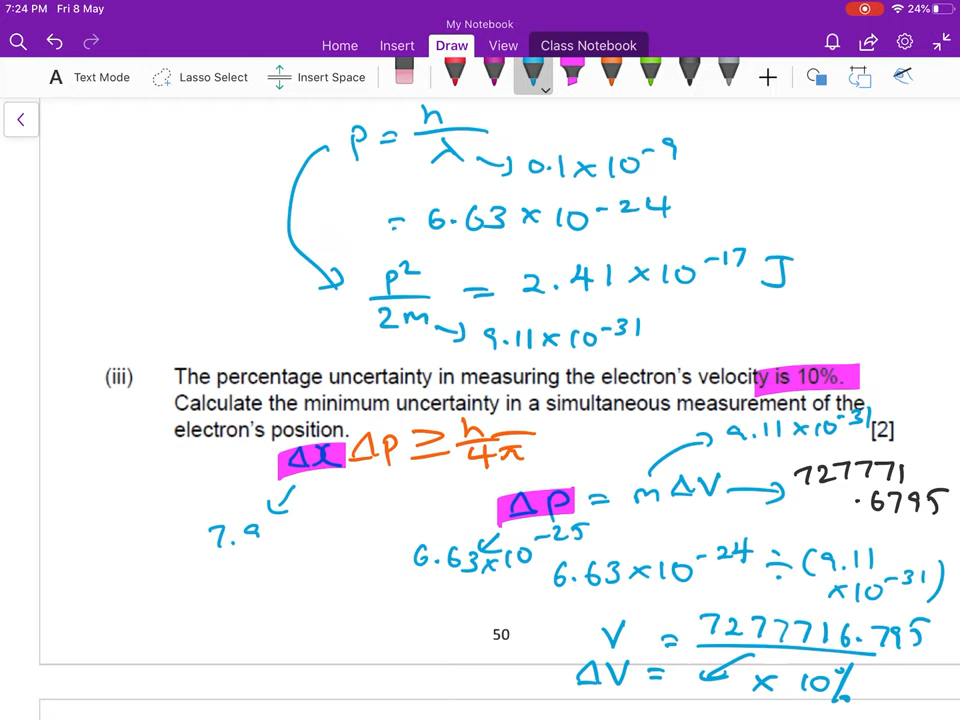 7:24 PM Fri 8 May
24%
My Notebook
Home Insert Draw View Class Notebook
A Text Mode Lasso Select Insert Space
p = h/λ → 0.1 × 10⁻⁹
= 6.63 × 10⁻²⁴
p²/2m = 2.41 × 10⁻¹⁷ J
→ 9.11 × 10⁻³¹
(iii) The percentage uncertainty in measuring the electron's velocity is 10%.
Calculate the minimum uncertainty in a simultaneous measurement of the
electron's position. [2]
9.11 × 10⁻³¹
Δx Δp ≥ h/4π
727771
.6795
Δp = m Δv →
7.9
6.63 × 10⁻²⁵
6.63 × 10⁻²⁴ ÷ (9.11
× 10⁻³¹)
50
v = 7277716.795
Δv = ↙ × 10%